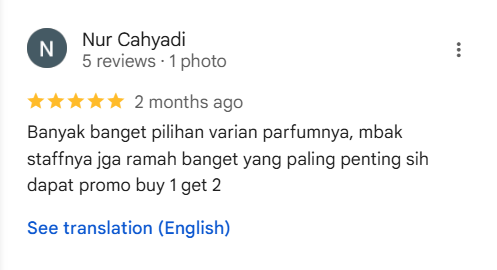 N
Nur Cahyadi
5 reviews · 1 photo
2 months ago
Banyak banget pilihan varian parfumnya, mbak
staffnya jga ramah banget yang paling penting sih
dapat promo buy 1 get 2
See translation (English)